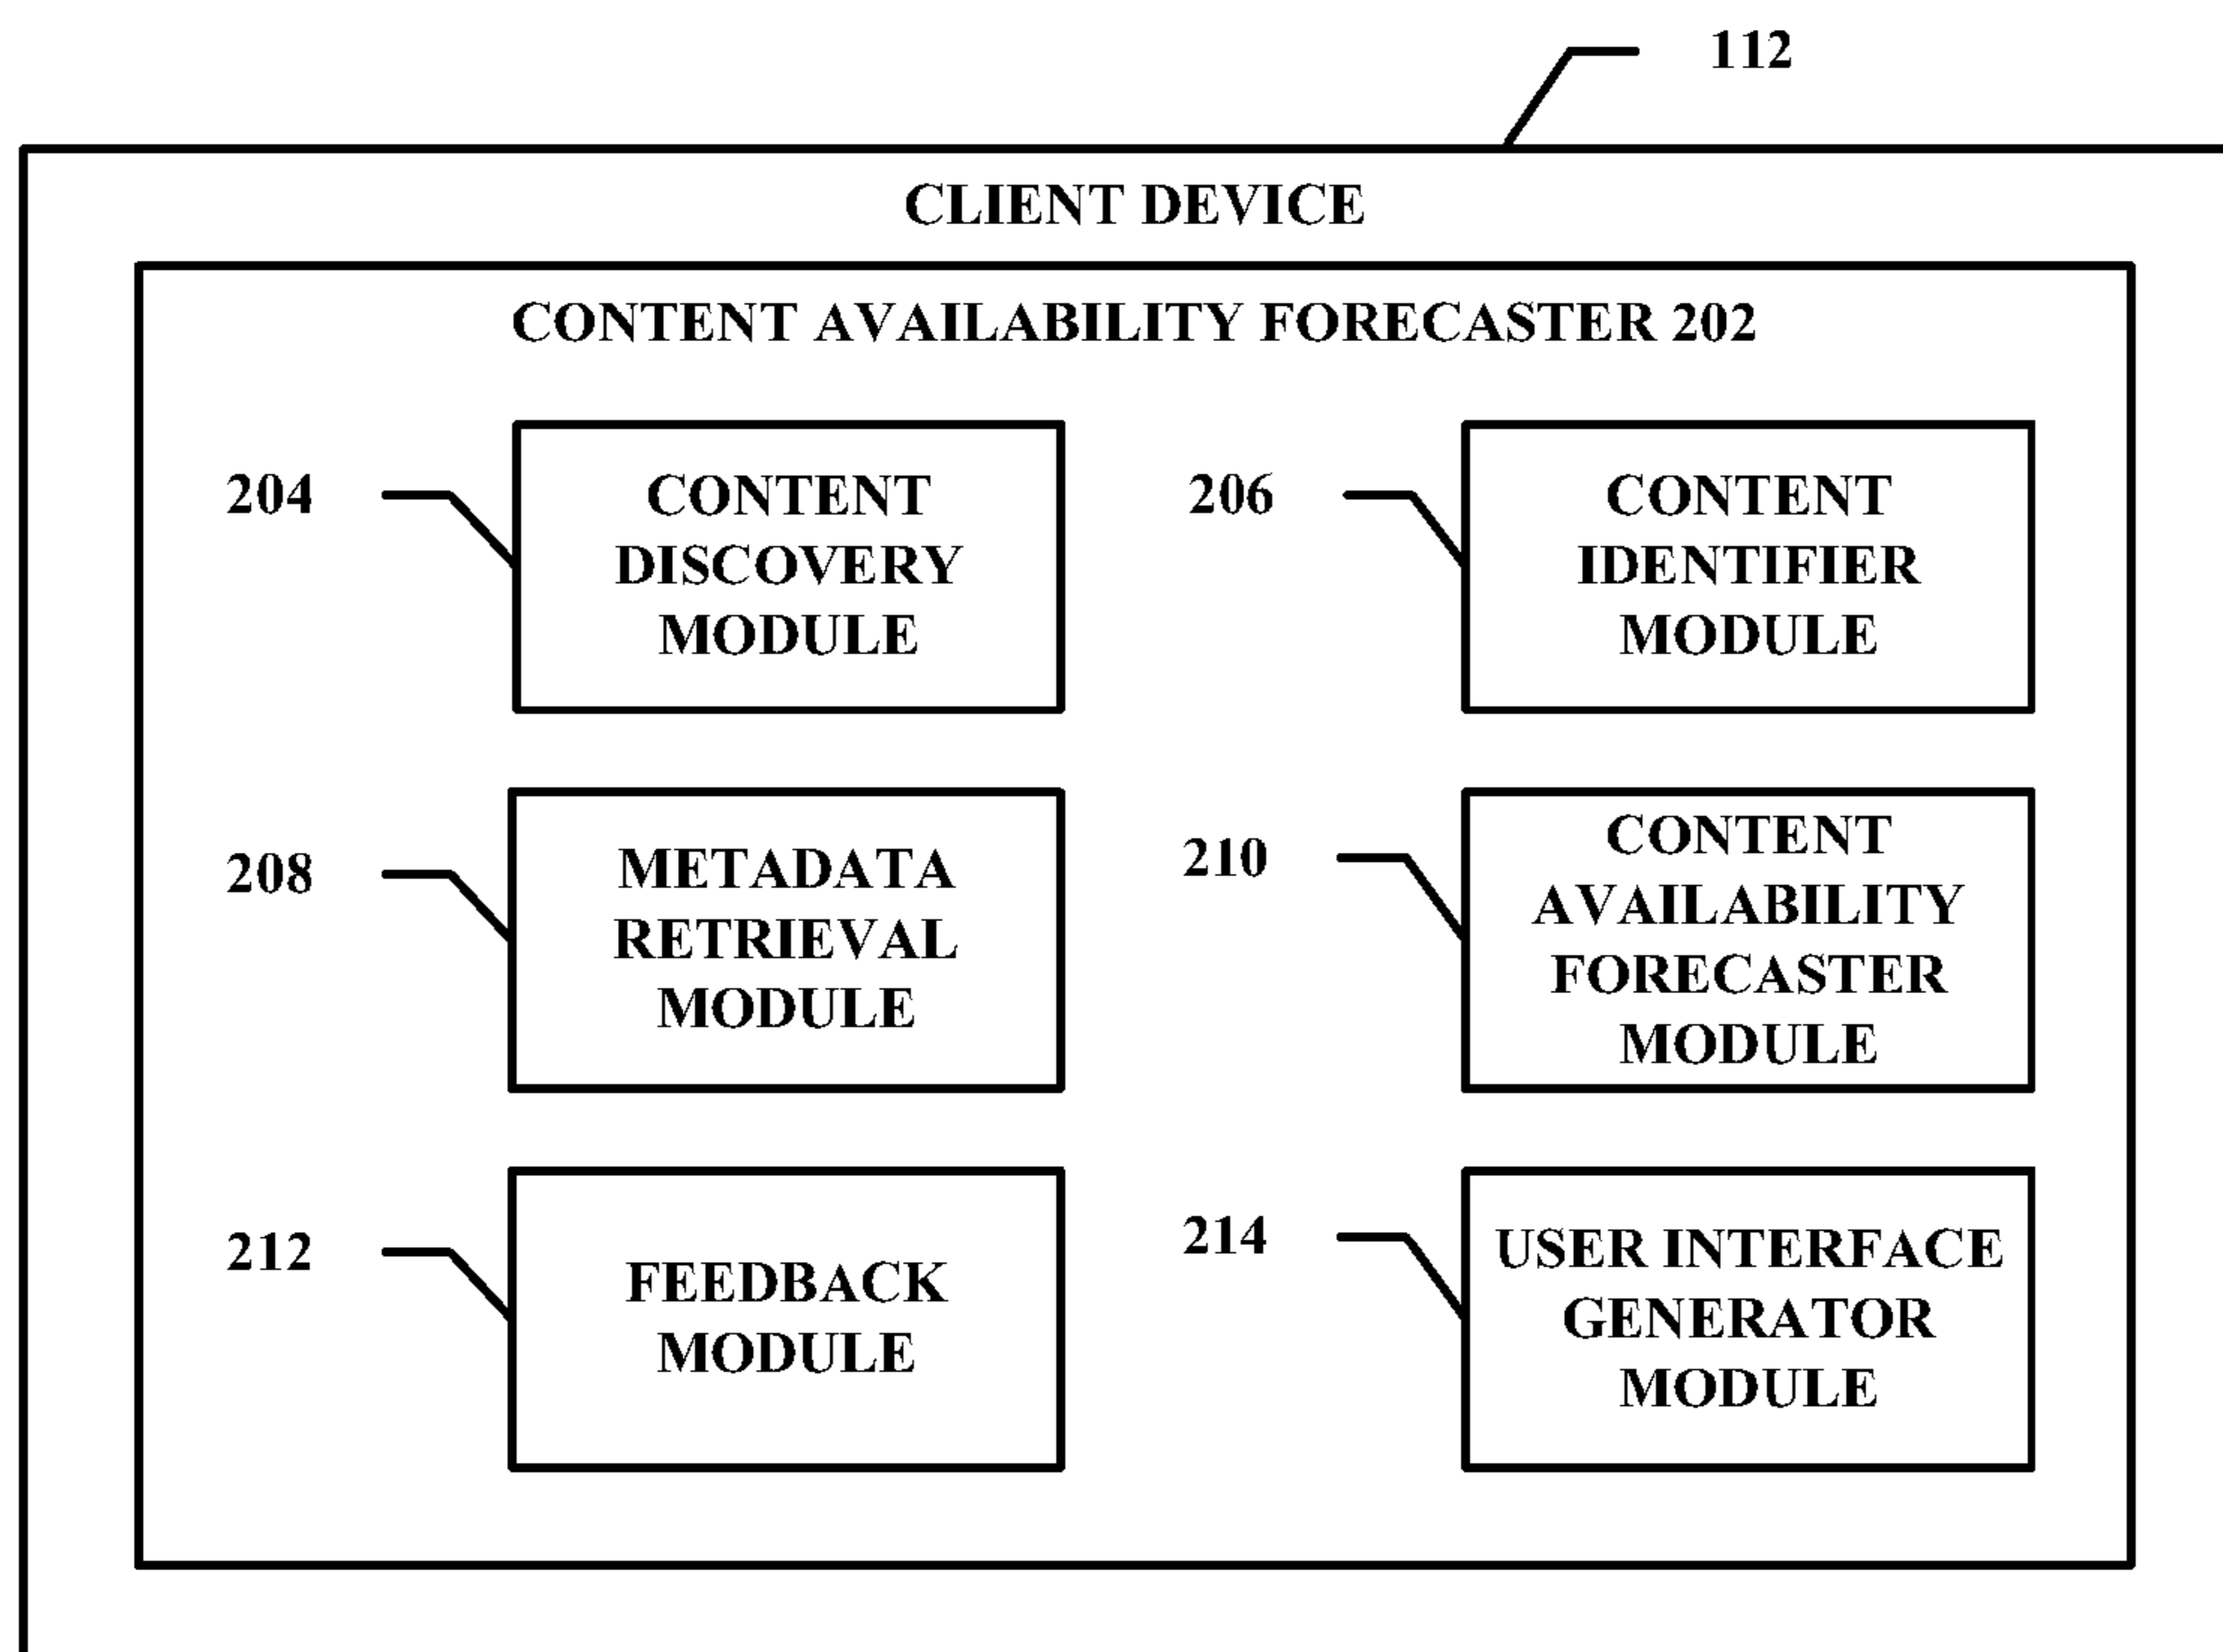 112
CLIENT DEVICE
CONTENT AVAILABILITY FORECASTER 202
204
CONTENT
DISCOVERY
MODULE
206
CONTENT
IDENTIFIER
MODULE
208
METADATA
RETRIEVAL
MODULE
210
CONTENT
AVAILABILITY
FORECASTER
MODULE
212
FEEDBACK
MODULE
214
USER INTERFACE
GENERATOR
MODULE